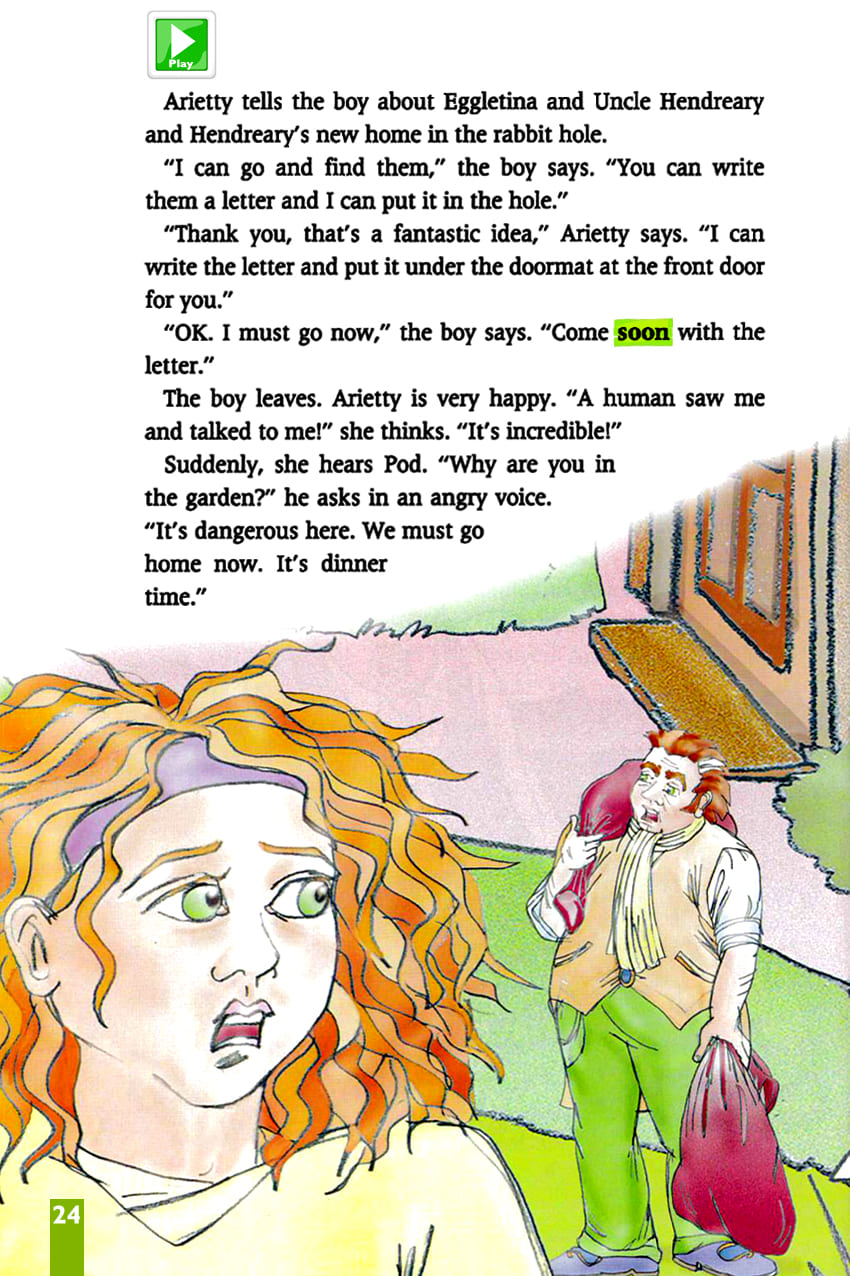 Play
Arietty tells the boy about Eggletina and Uncle Hendreary
and Hendreary's new home in the rabbit hole.
"I can go and find them," the boy says. "You can write
them a letter and I can put it in the hole."
"Thank you, that's a fantastic idea," Arietty says. "I can
write the letter and put it under the doormat at the front door
for you."
"OK. I must go now," the boy says. "Come soon with the
letter."
The boy leaves. Arietty is very happy. "A human saw me
and talked to me!" she thinks. "It's incredible!"
Suddenly, she hears Pod. "Why are you in
the garden?" he asks in an angry voice.
"It's dangerous here. We must go
home now. It's dinner
time."
24